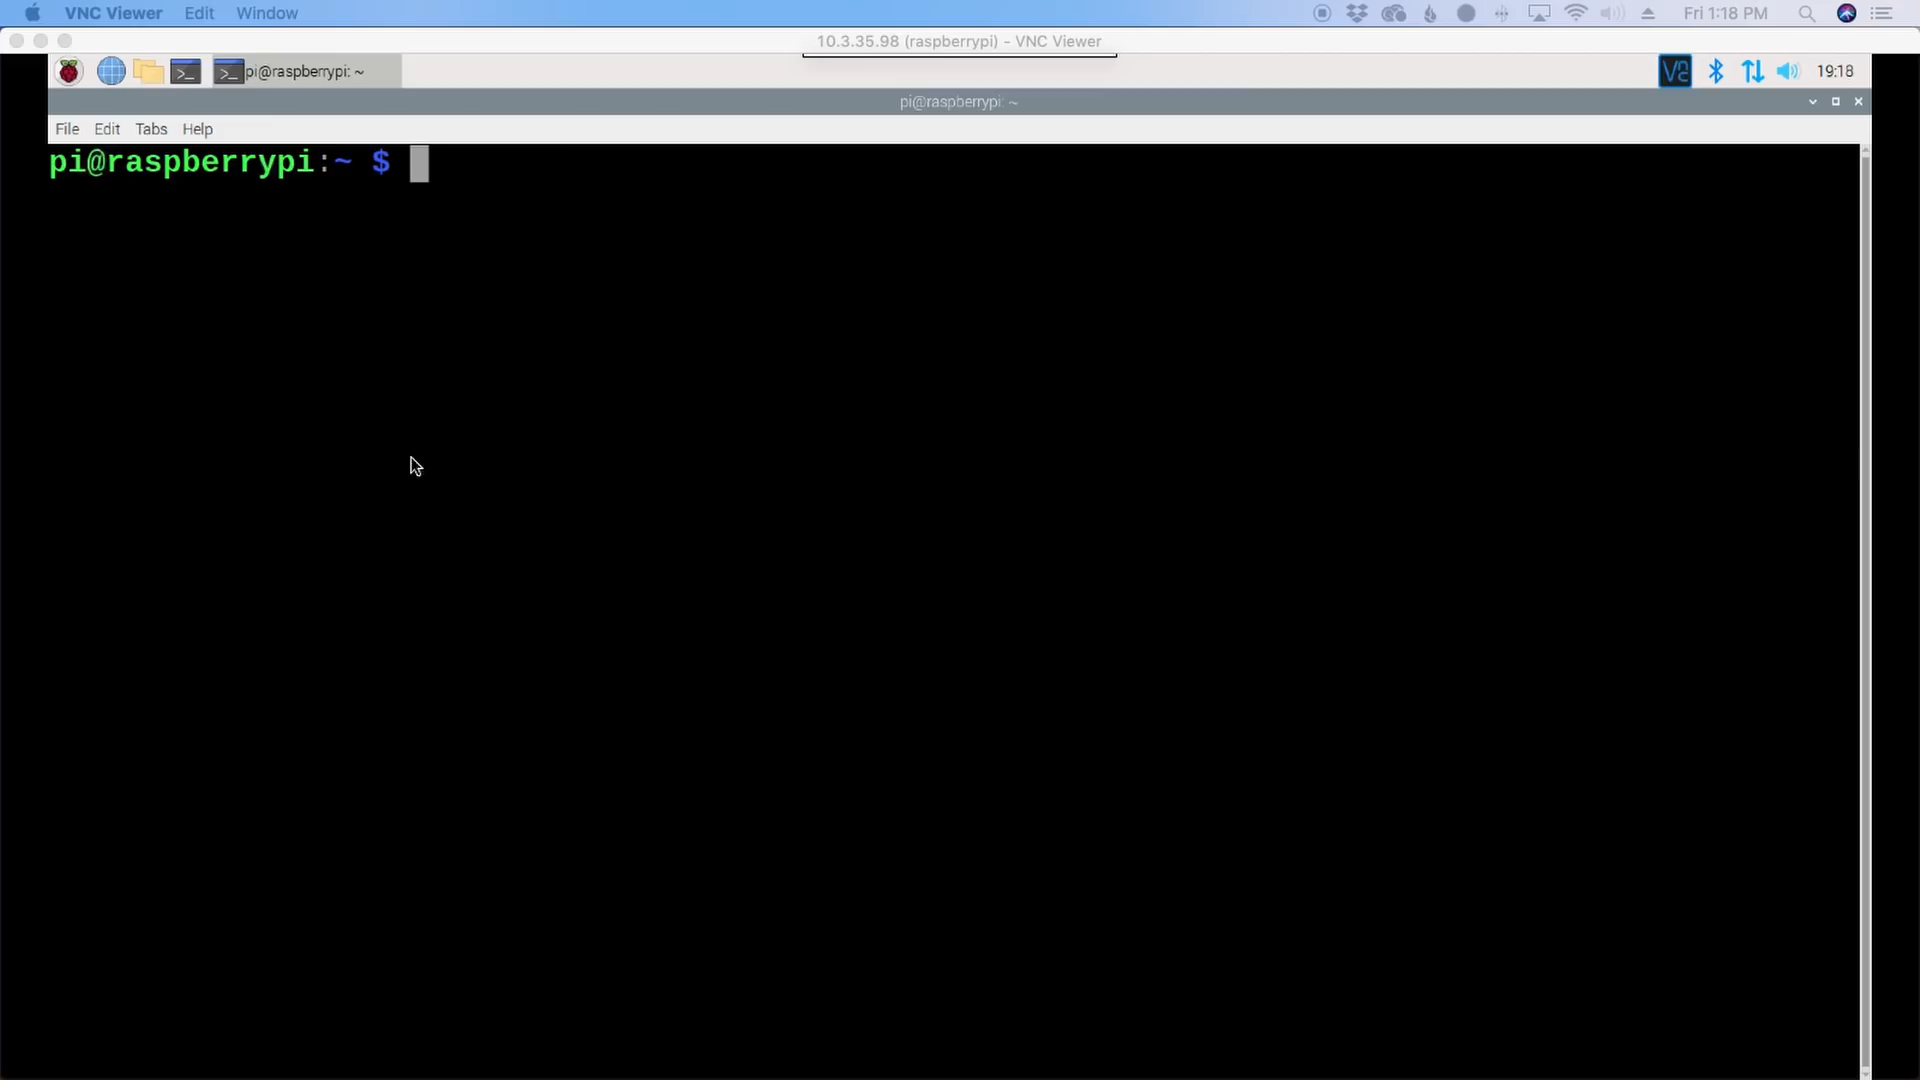 VNC Viewer Edit Window Fri 1:18 PM
10.3.35.98 (raspberrypi) - VNC Viewer
>_ >_ pi@raspberrypi: ~ 19:18
pi@raspberrypi: ~
File Edit Tabs Help
pi@raspberrypi:~ $